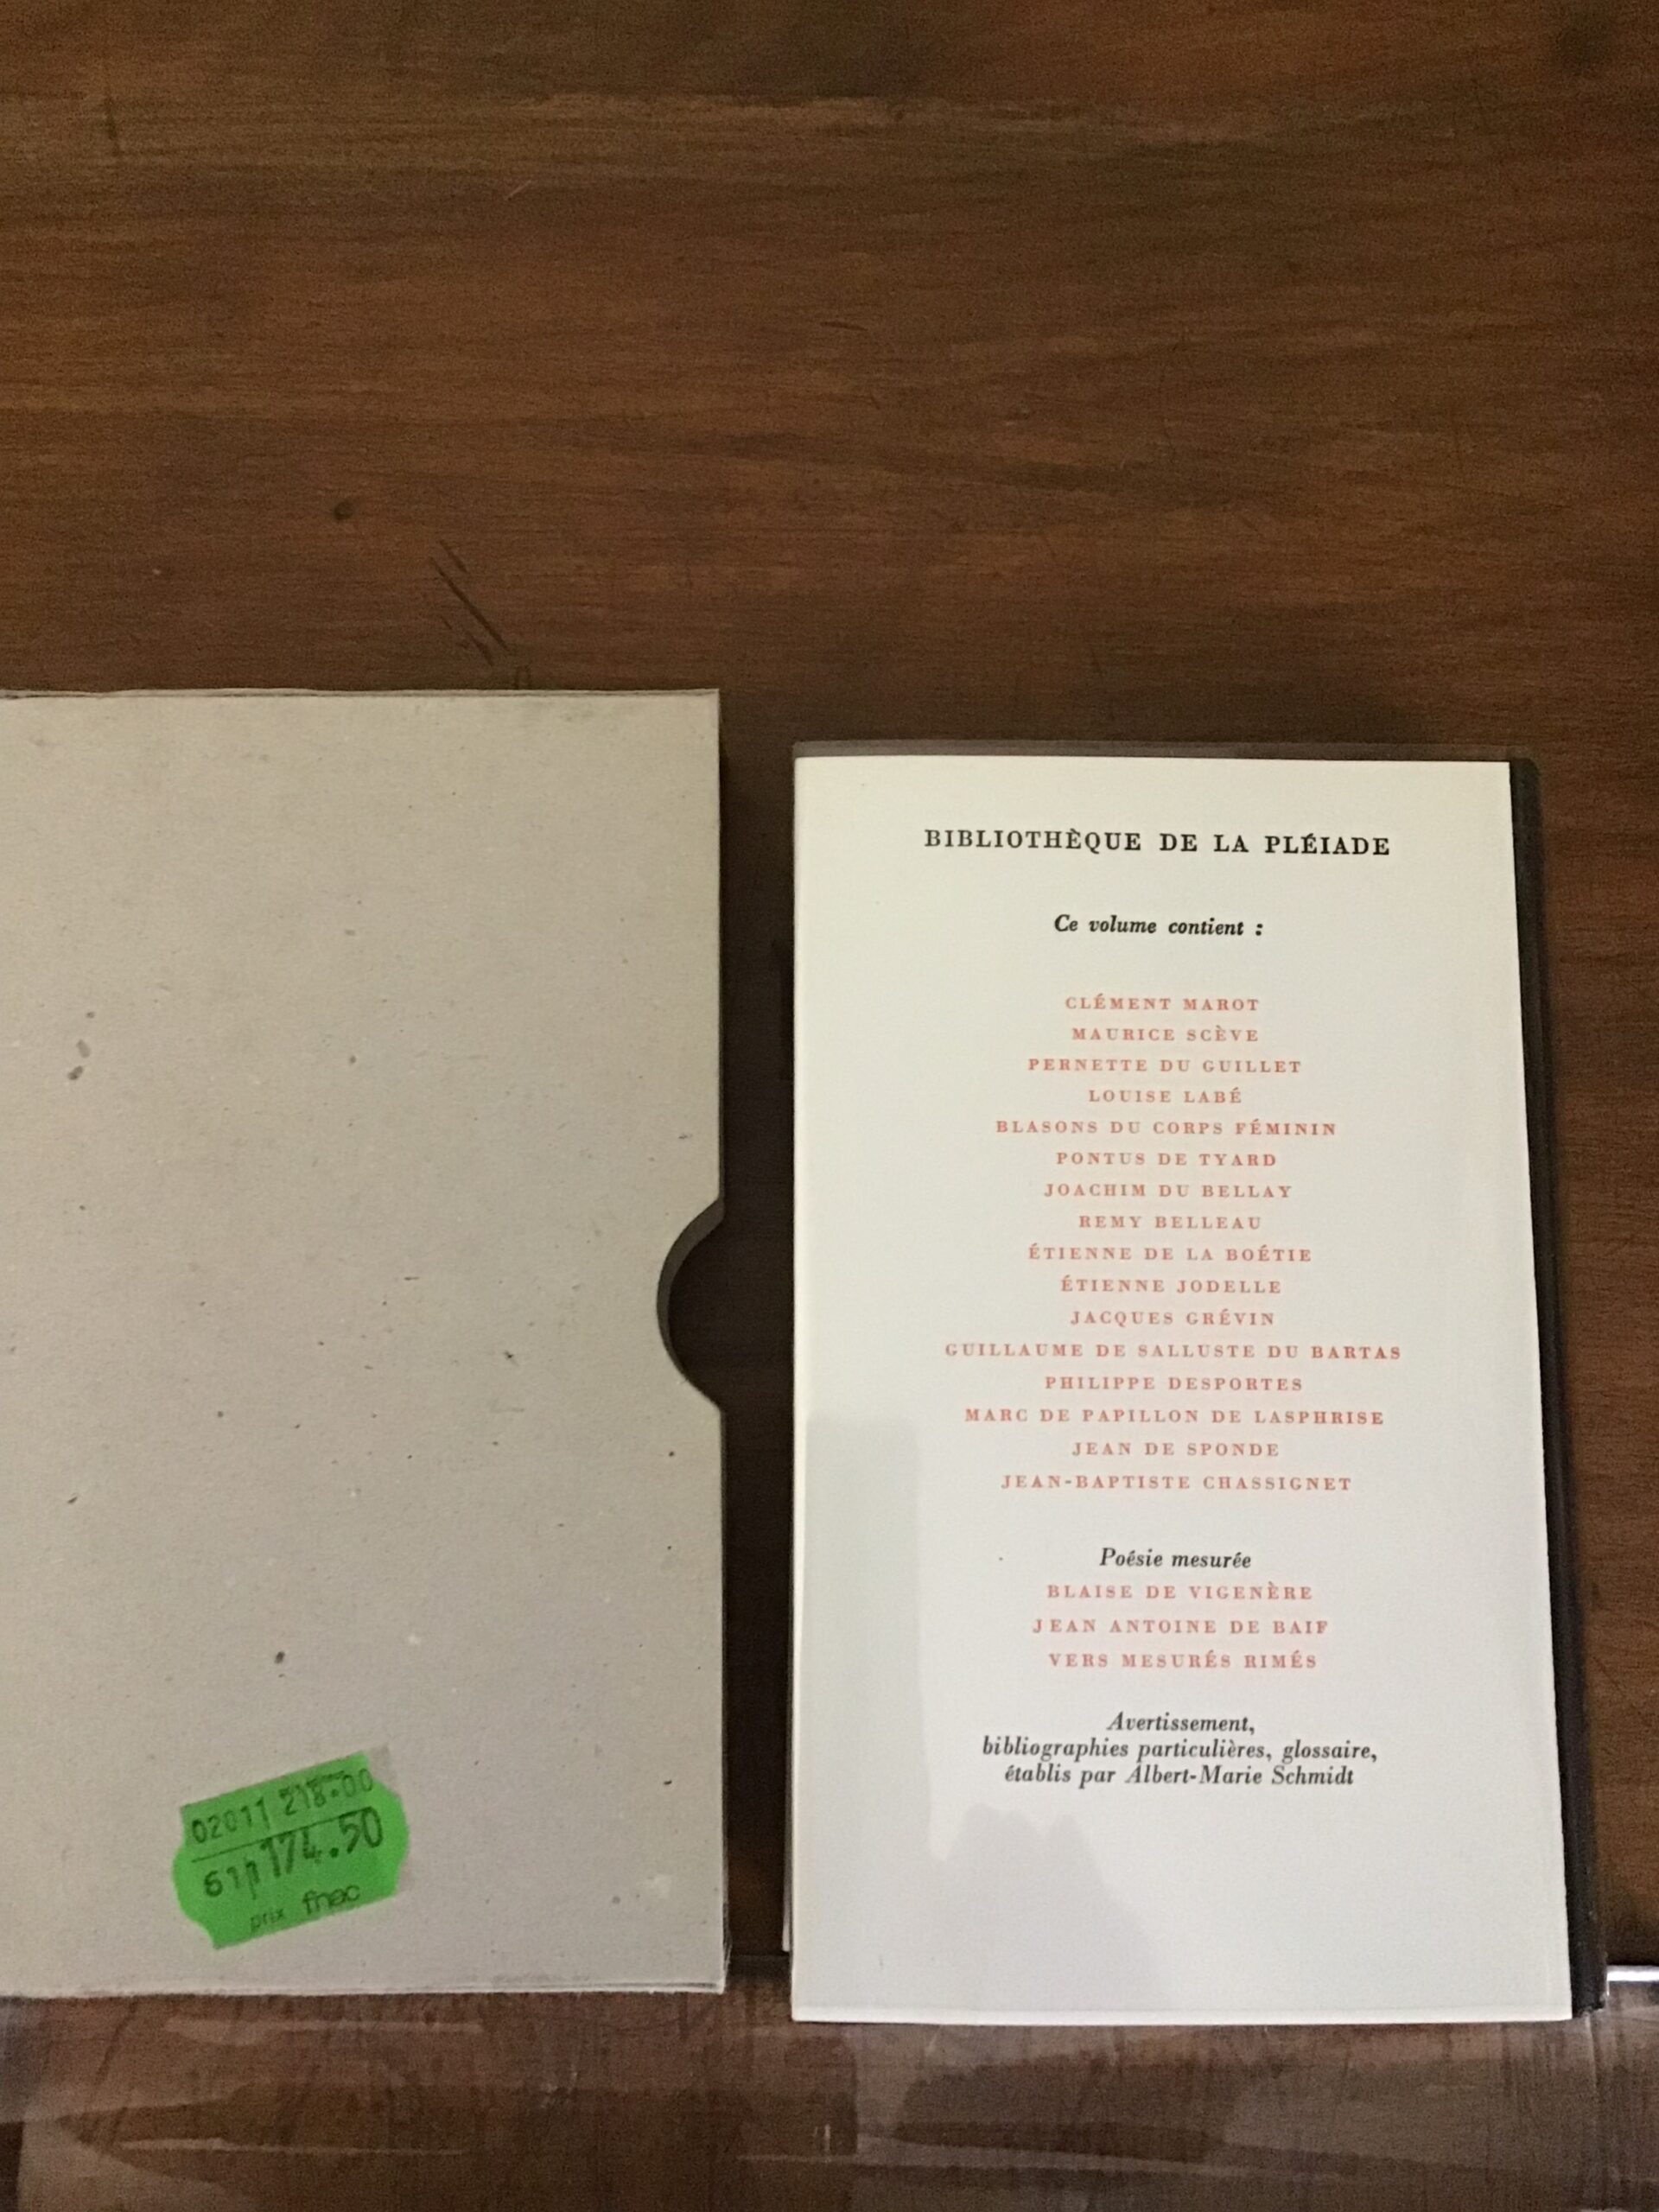 BIBLIOTHÈQUE DE LA PLÉIADE
Ce volume contient :
CLÉMENT MAROT
MAURICE SCÈVE
PERNETTE DU GUILLET
LOUISE LABÉ
BLASONS DU CORPS FÉMININ
PONTUS DE TYARD
JOACHIM DU BELLAY
REMY BELLEAU
ÉTIENNE DE LA BOÉTIE
ÉTIENNE JODELLE
JACQUES GRÉVIN
GUILLAUME DE SALLUSTE DU BARTAS
PHILIPPE DESPORTES
MARC DE PAPILLON DE LASPHRISE
JEAN DE SPONDE
JEAN-BAPTISTE CHASSIGNET
Poésie mesurée
BLAISE DE VIGENÈRE
JEAN ANTOINE DE BAIF
VERS MESURÉS RIMÉS
Avertissement,
bibliographies particulières, glossaire,
établis par Albert-Marie Schmidt
02011 218.00
174.50
prix fnac